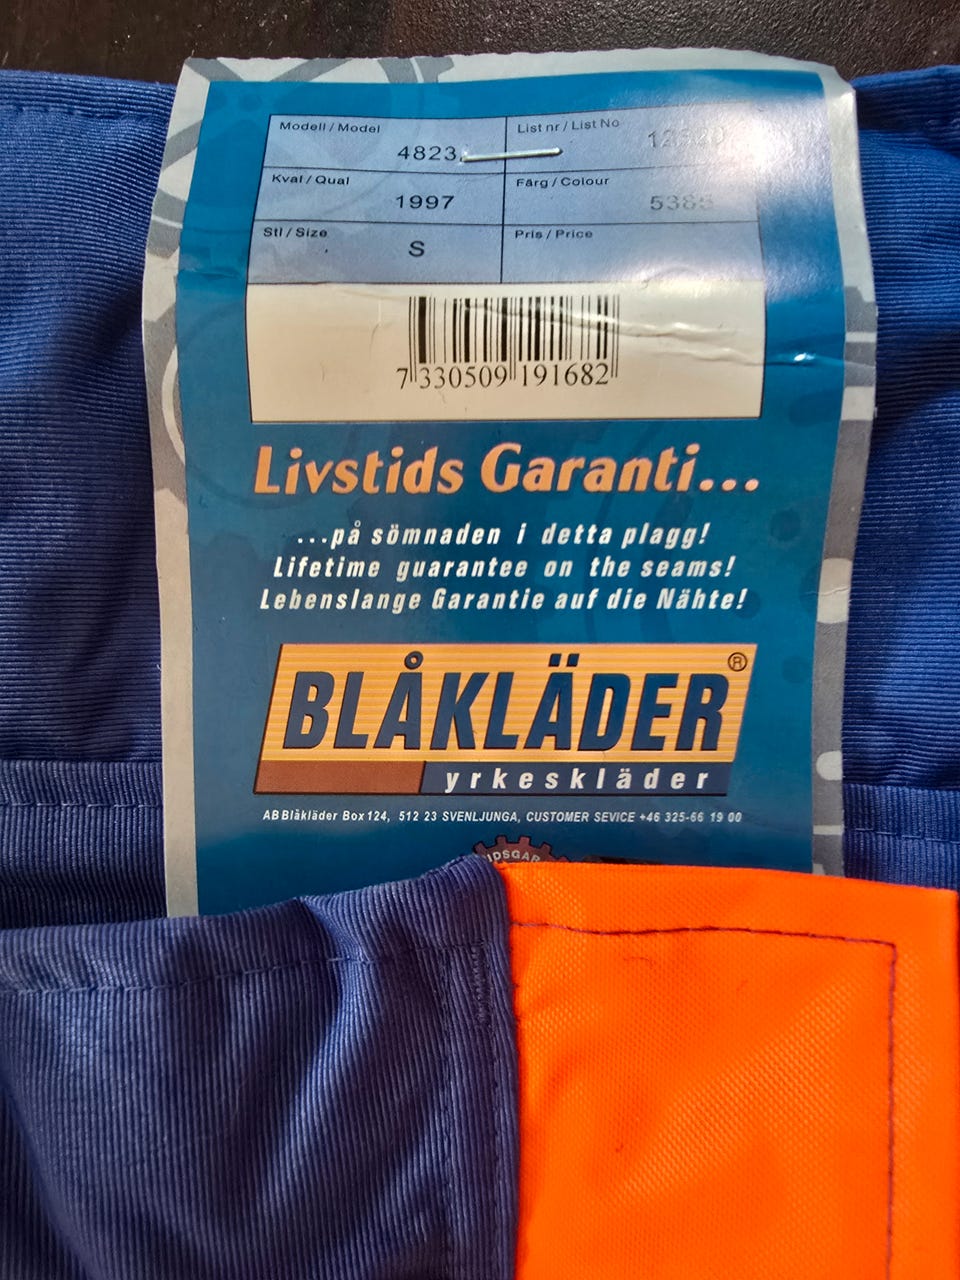 Modell / Model
4823
List nr / List No
Kval / Qual
1997
Färg / Colour
Stl / Size
S
Pris / Price
7 330509 191682
Livstids Garanti...
...på sömnaden i detta plagg!
Lifetime guarantee on the seams!
Lebenslange Garantie auf die Nähte!
BLÅKLÄDER ®
yrkeskläder
AB Blåkläder Box 124, 512 23 SVENLJUNGA, CUSTOMER SEVICE +46 325-66 19 00